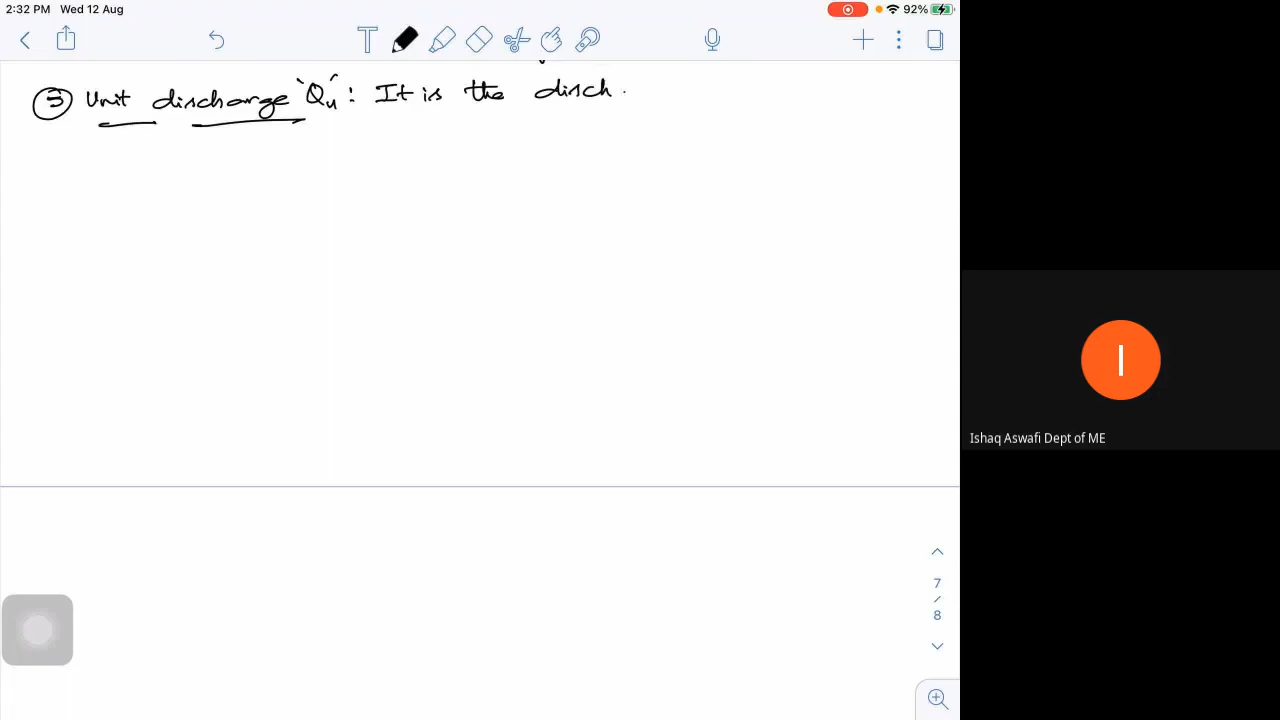 2:32 PM Wed 12 Aug
92%
③ Unit discharge 'Qu' : It is the disch
7
/
8
I
Ishaq Aswafi Dept of ME